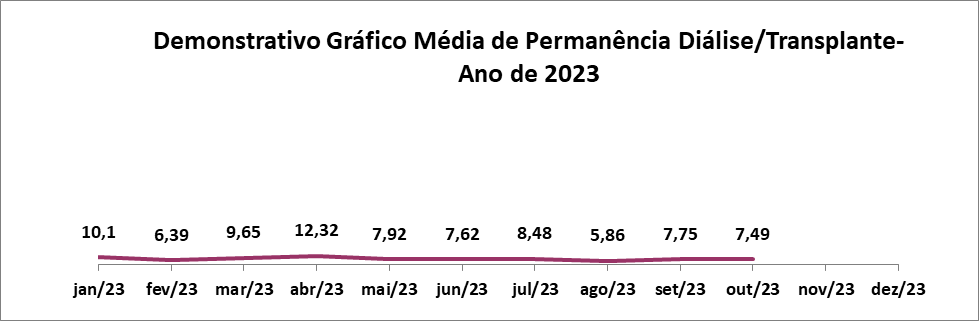 Demonstrativo Gráfico Média de Permanência Diálise/Transplante-
Ano de 2023
10,1 6,39 9,65 12,32 7,92 7,62 8,48 5,86 7,75 7,49
jan/23 fev/23 mar/23 abr/23 mai/23 jun/23 jul/23 ago/23 set/23 out/23 nov/23 dez/23